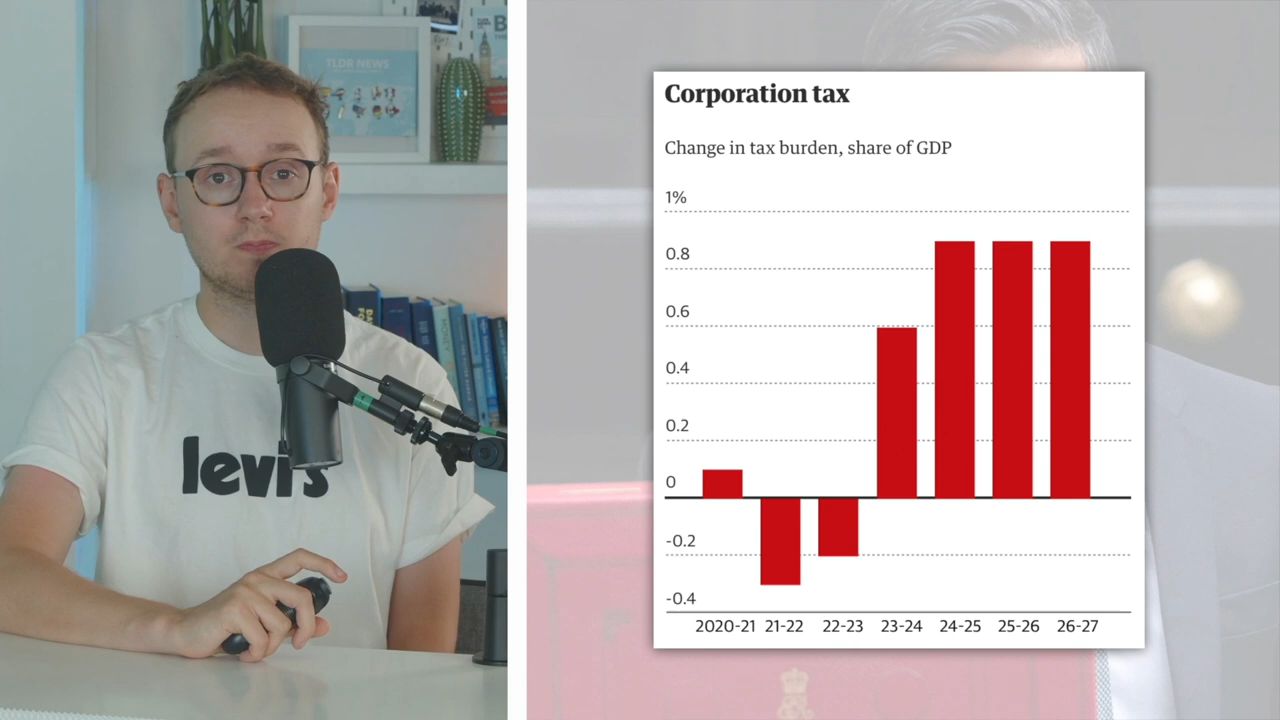 TLDR NEWS
levi's
Corporation tax
Change in tax burden, share of GDP
1%
0.8
0.6
0.4
0.2
0
-0.2
-0.4
2020-21 21-22 22-23 23-24 24-25 25-26 26-27